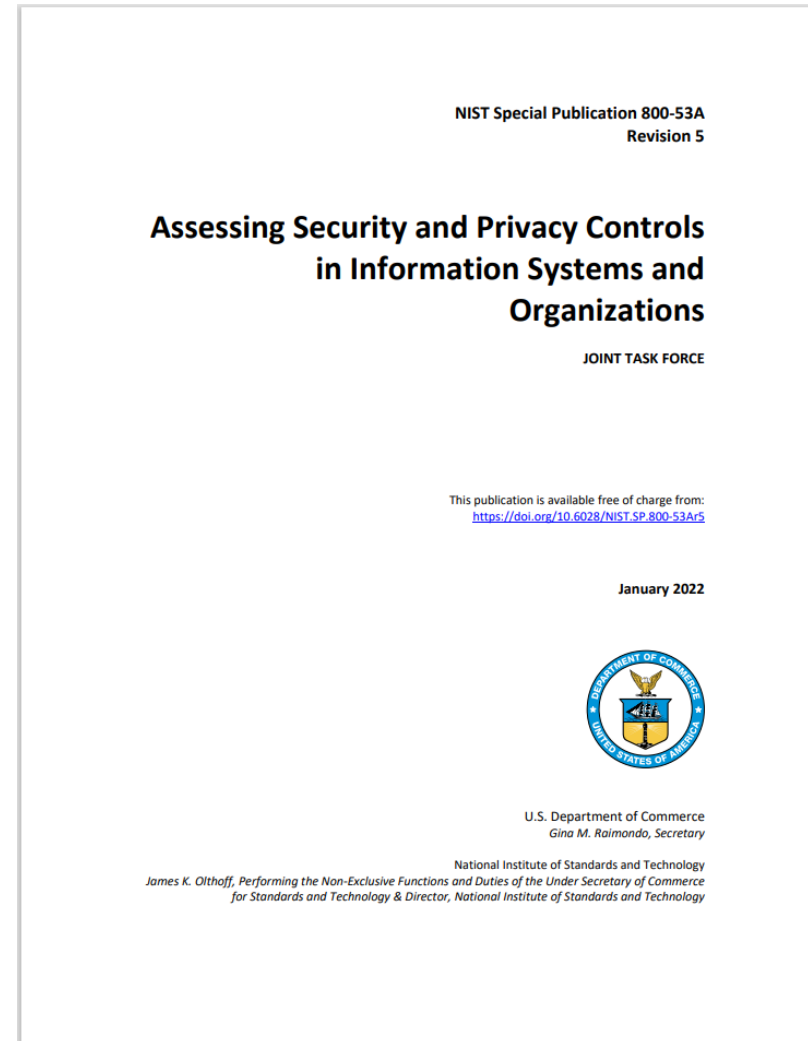 NIST Special Publication 800-53A
Revision 5
Assessing Security and Privacy Controls
in Information Systems and
Organizations
JOINT TASK FORCE
This publication is available free of charge from:
https://doi.org/10.6028/NIST.SP.800-53Ar5
January 2022
DEPARTMENT OF COMMERCE
UNITED STATES OF AMERICA
U.S. Department of Commerce
Gina M. Raimondo, Secretary
National Institute of Standards and Technology
James K. Olthoff, Performing the Non-Exclusive Functions and Duties of the Under Secretary of Commerce
for Standards and Technology & Director, National Institute of Standards and Technology